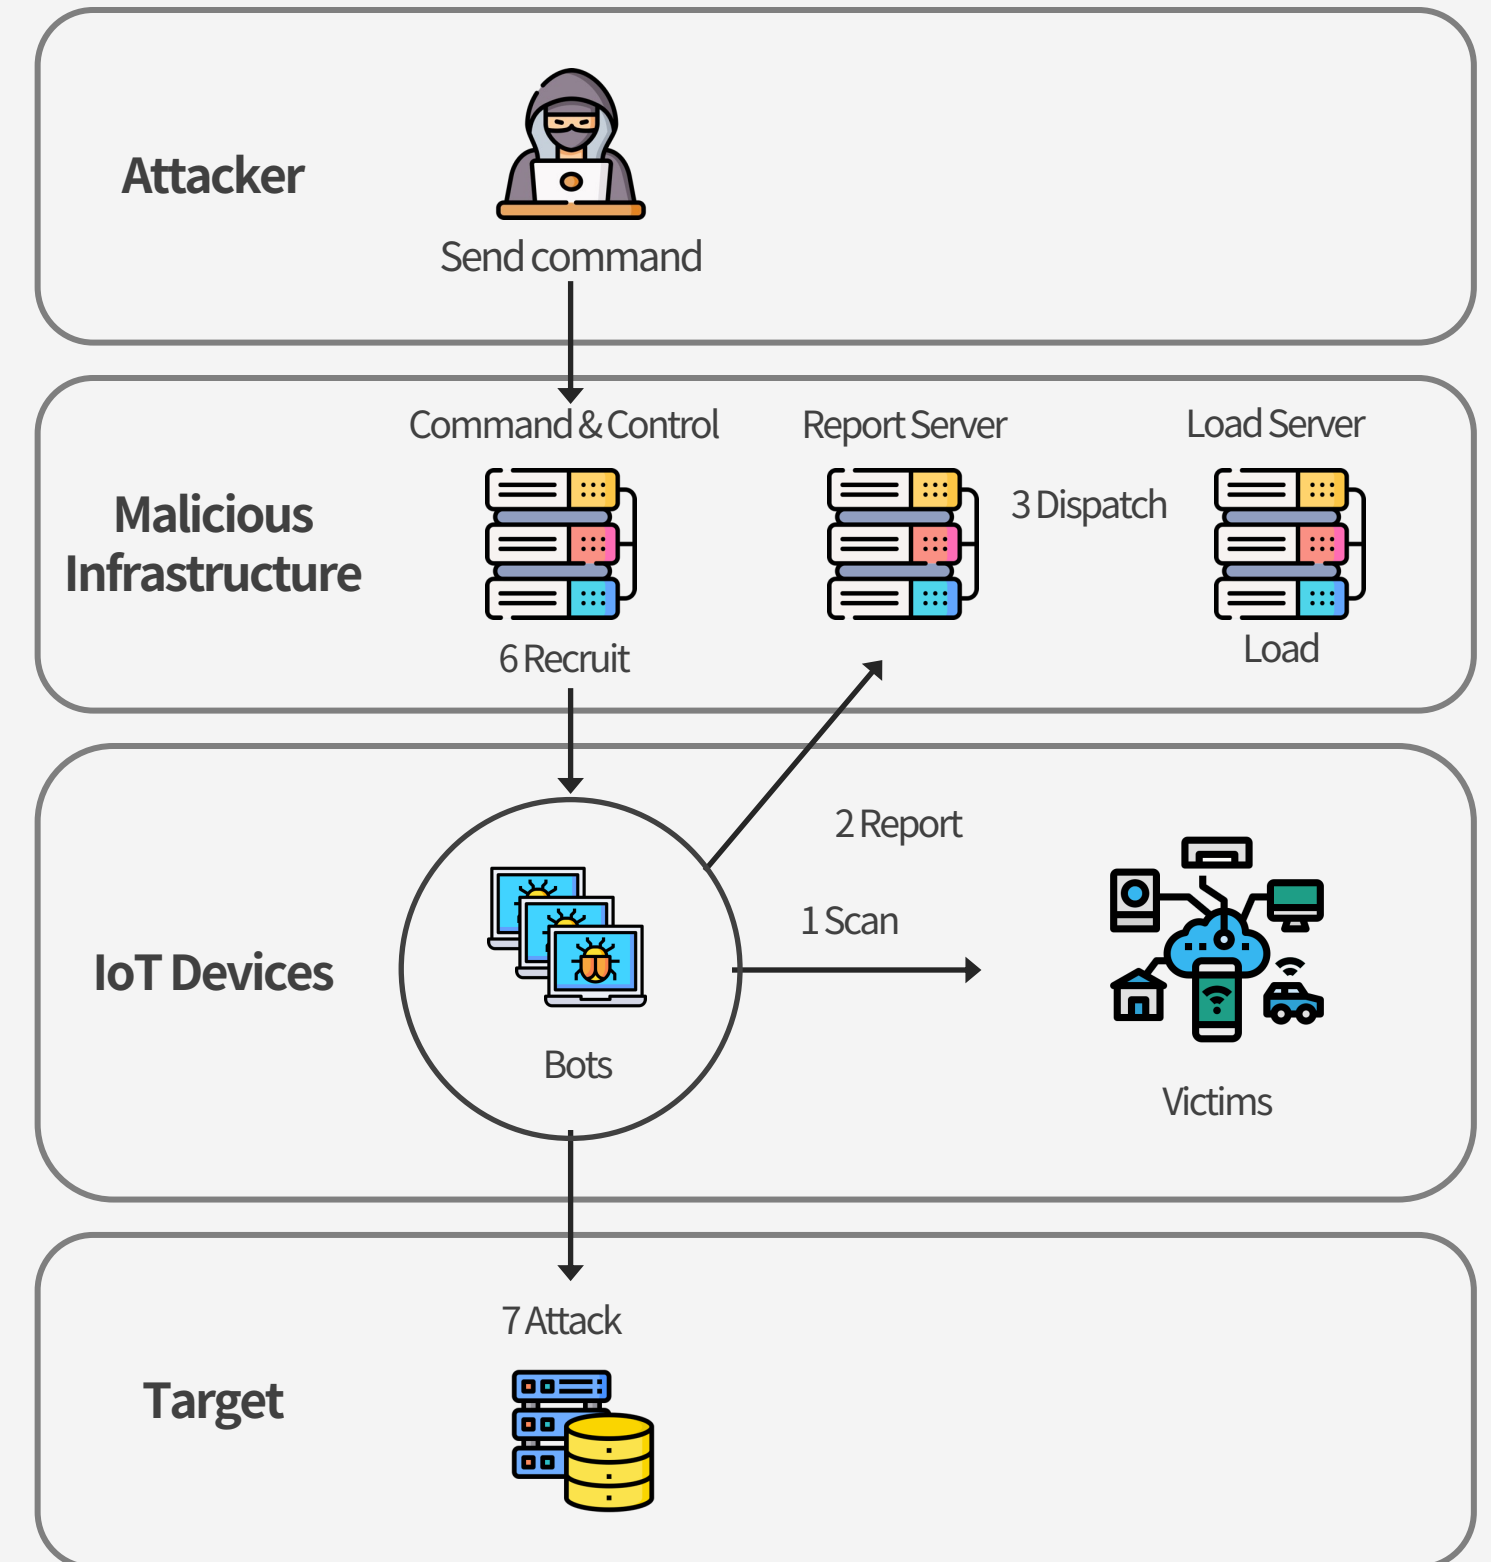 Attacker
Send command
Command & Control
Report Server
Load Server
Malicious
Infrastructure
3 Dispatch
6 Recruit
Load
2 Report
1 Scan
IoT Devices
Bots
Victims
7 Attack
Target